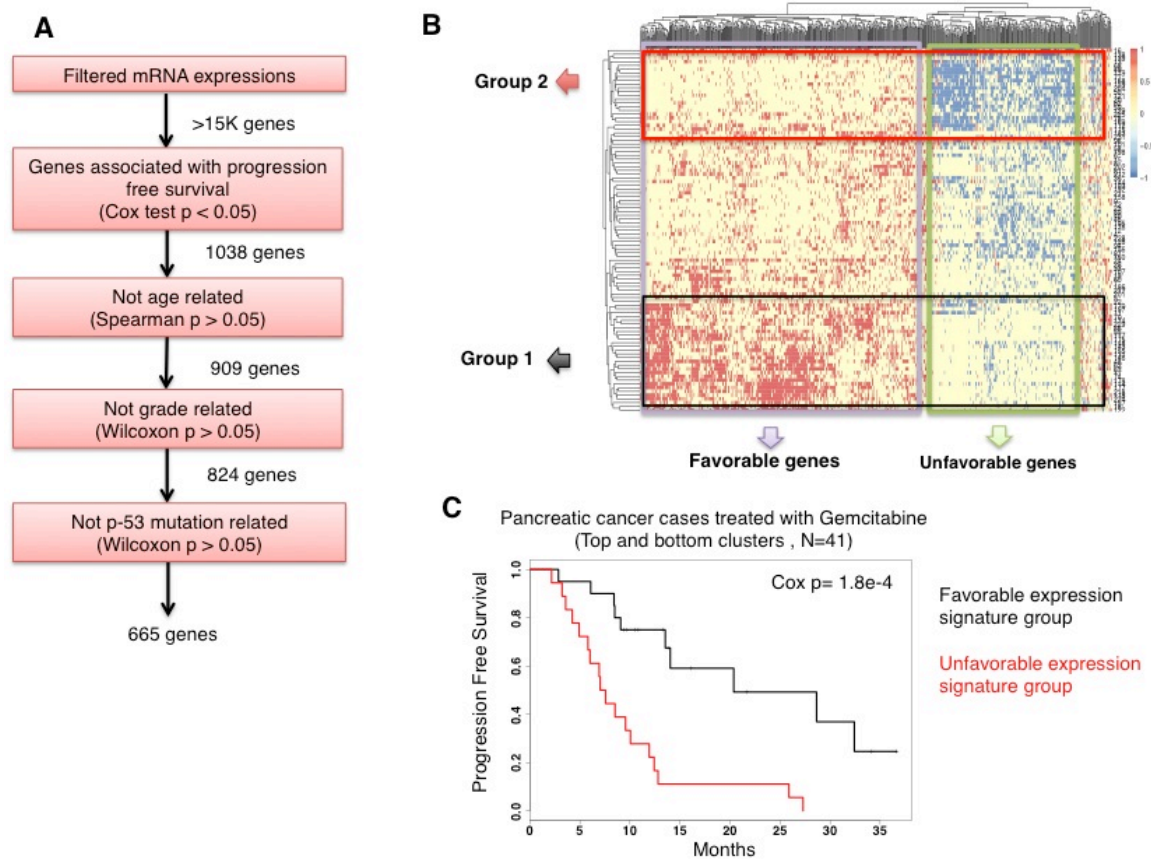 A
Filtered mRNA expressions
>15K genes
Genes associated with progression
free survival
(Cox test p < 0.05)
1038 genes
Not age related
(Spearman p > 0.05)
909 genes
Not grade related
(Wilcoxon p > 0.05)
824 genes
Not p-53 mutation related
(Wilcoxon p > 0.05)
665 genes
B
Group 2
Group 1
1
0.5
0
−0.5
−1
Favorable genes
Unfavorable genes
C
Pancreatic cancer cases treated with Gemcitabine
(Top and bottom clusters , N=41)
Cox p= 1.8e-4
Progression Free Survival
1.0
0.8
0.6
0.4
0.2
0.0
0 5 10 15 20 25 30 35
Months
Favorable expression
signature group
Unfavorable expression
signature group